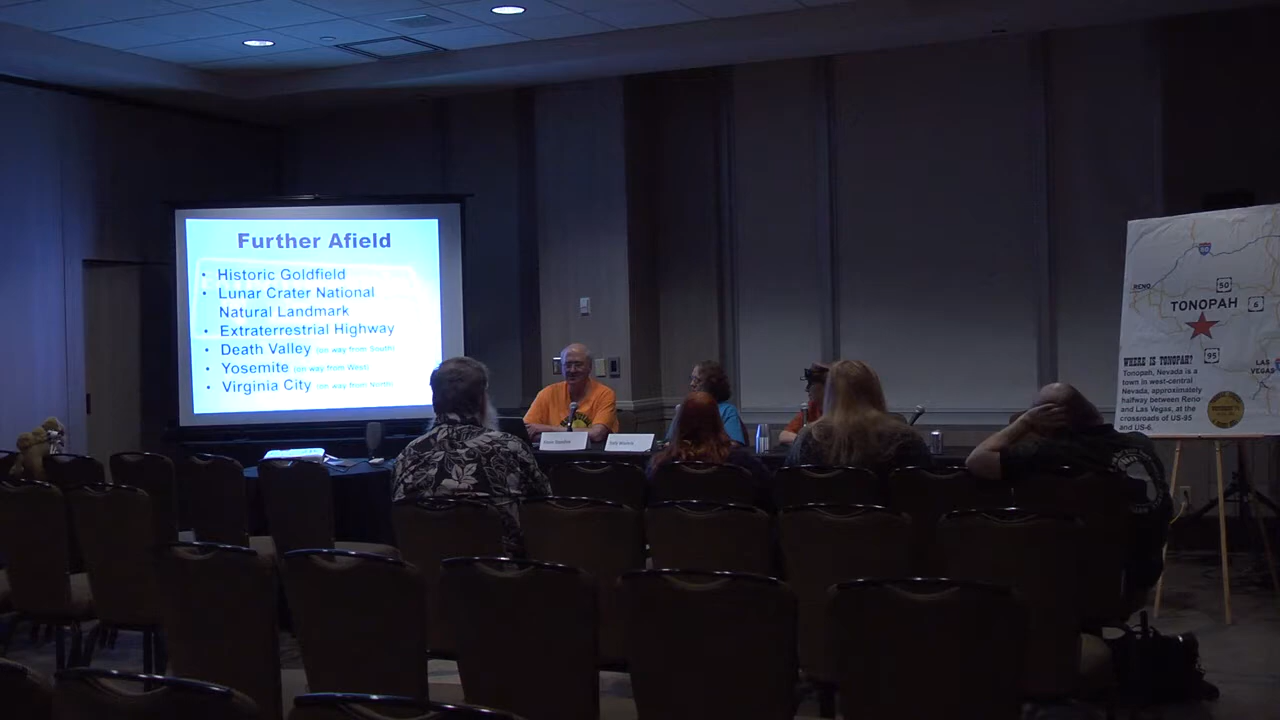 Further Afield
• Historic Goldfield
• Lunar Crater National
Natural Landmark
• Extraterrestrial Highway
• Death Valley (on way from South)
• Yosemite (on way from West)
• Virginia City (on way from North)
80
RENO
50
6
TONOPAH
95
LAS
VEGAS
WHERE IS TONOPAH?
Tonopah, Nevada is a
town in west-central
Nevada, approximately
halfway between Reno
and Las Vegas, at the
crossroads of US-95
and US-6.